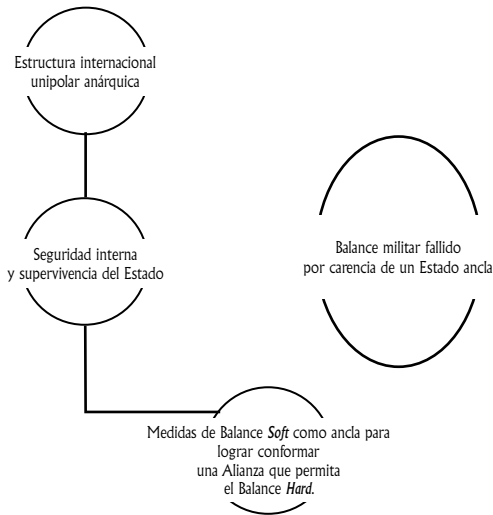 Estructura internacional
unipolar anárquica
Seguridad interna
y supervivencia del Estado
Balance militar fallido
por carencia de un Estado ancla
Medidas de Balance Soft como ancla para
lograr conformar
una Alianza que permita
el Balance Hard.